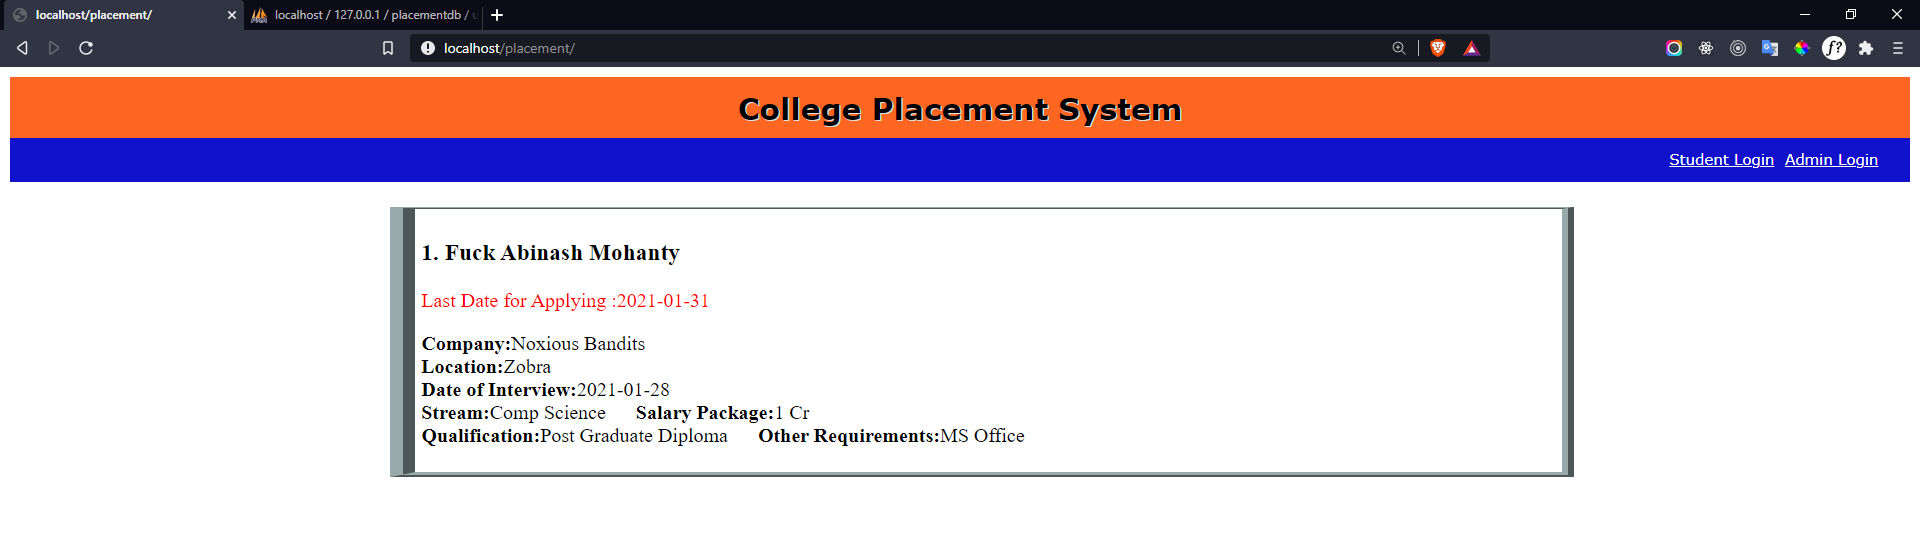 localhost/placement/
localhost / 127.0.0.1 / placementdb /
localhost/placement/
f?
College Placement System
Student Login Admin Login
1. Fuck Abinash Mohanty
Last Date for Applying :2021-01-31
Company:Noxious Bandits
Location:Zobra
Date of Interview:2021-01-28
Stream:Comp Science Salary Package:1 Cr
Qualification:Post Graduate Diploma Other Requirements:MS Office